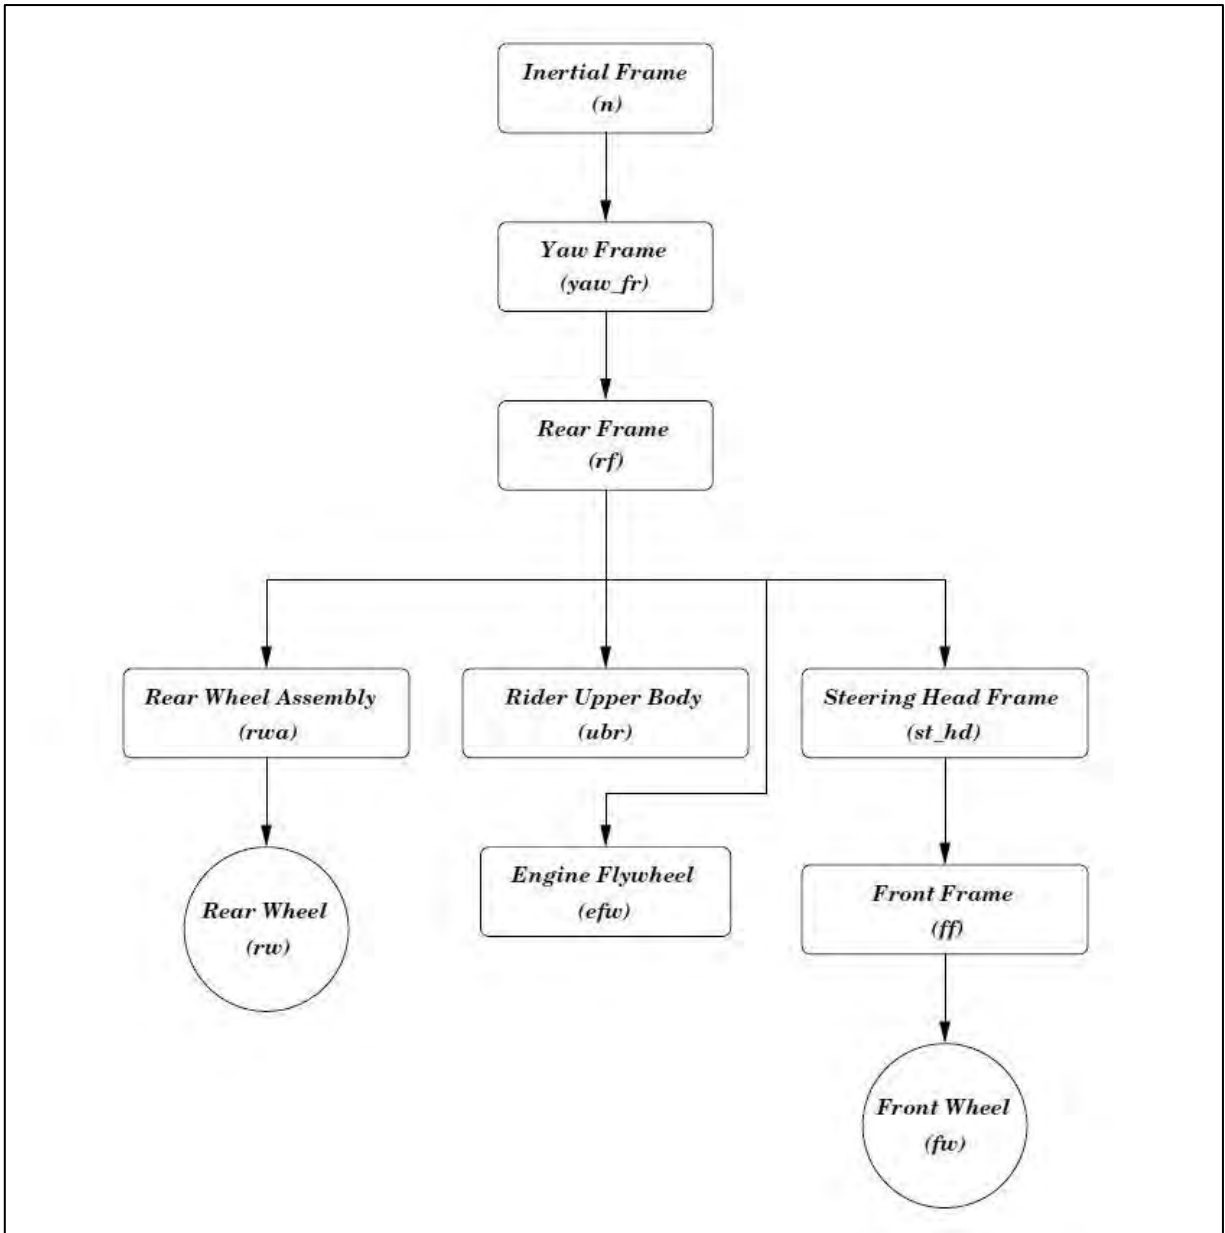 Inertial Frame
(n)
Yaw Frame
(yaw_fr)
Rear Frame
(rf)
Rear Wheel Assembly
(rwa)
Rider Upper Body
(ubr)
Steering Head Frame
(st_hd)
Engine Flywheel
(efw)
Front Frame
(ff)
Rear Wheel
(rw)
Front Wheel
(fw)